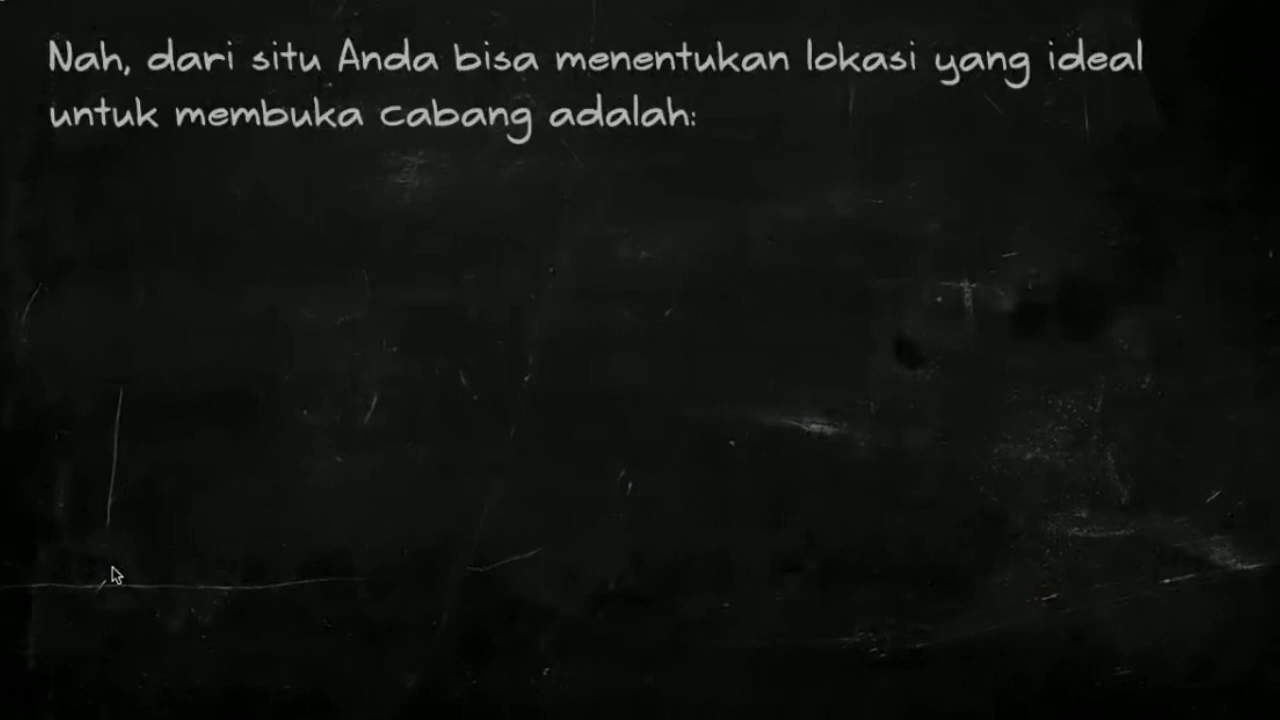 Nah, dari situ Anda bisa menentukan lokasi yang ideal
untuk membuka cabang adalah: